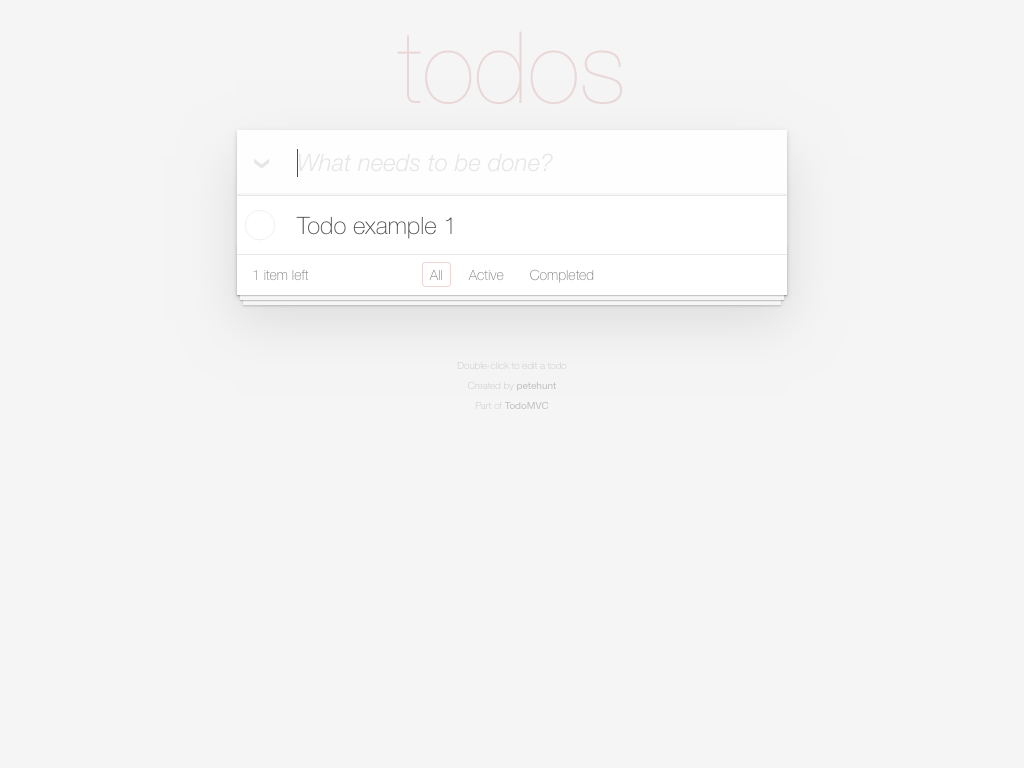 todos
What needs to be done?
Todo example 1
1 item left All Active Completed
Double-click to edit a todo
Created by petehunt
Part of TodoMVC